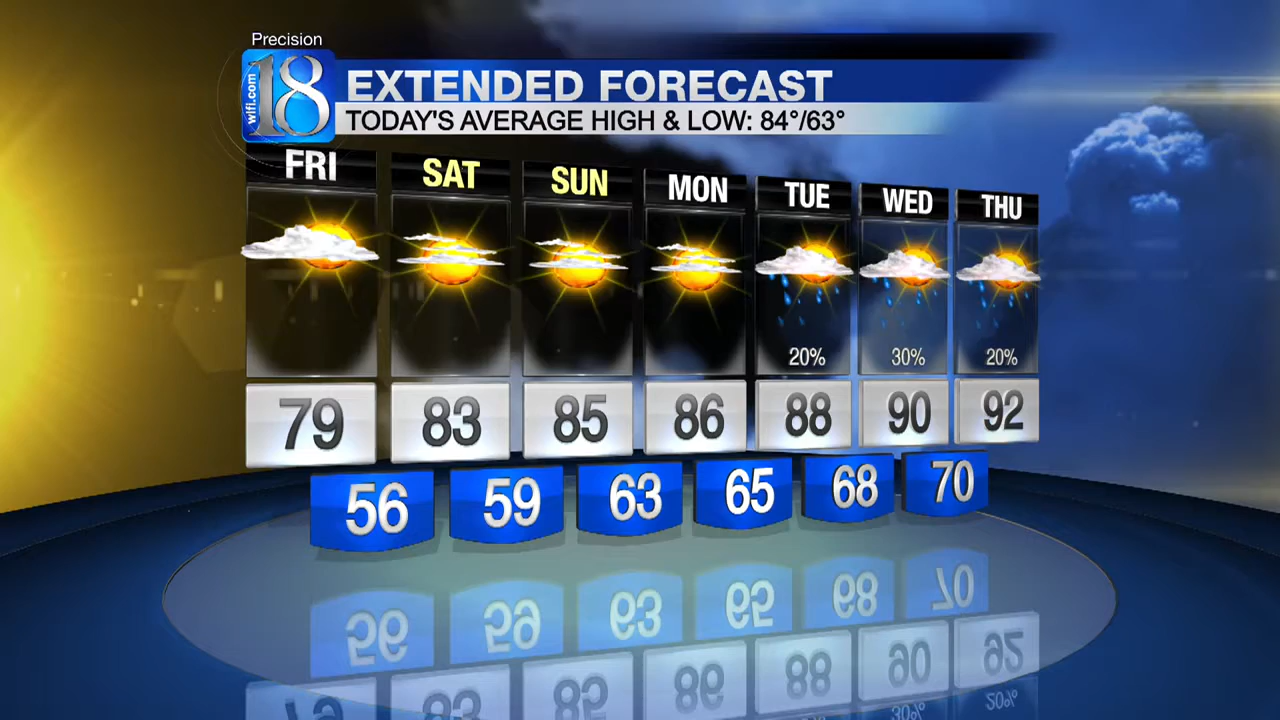 Precision
wlfi.com
18
EXTENDED FORECAST
TODAY'S AVERAGE HIGH & LOW: 84°/63°
FRI SAT SUN MON TUE WED THU
20% 30% 20%
79 83 85 86 88 90 92
56 59 63 65 68 70